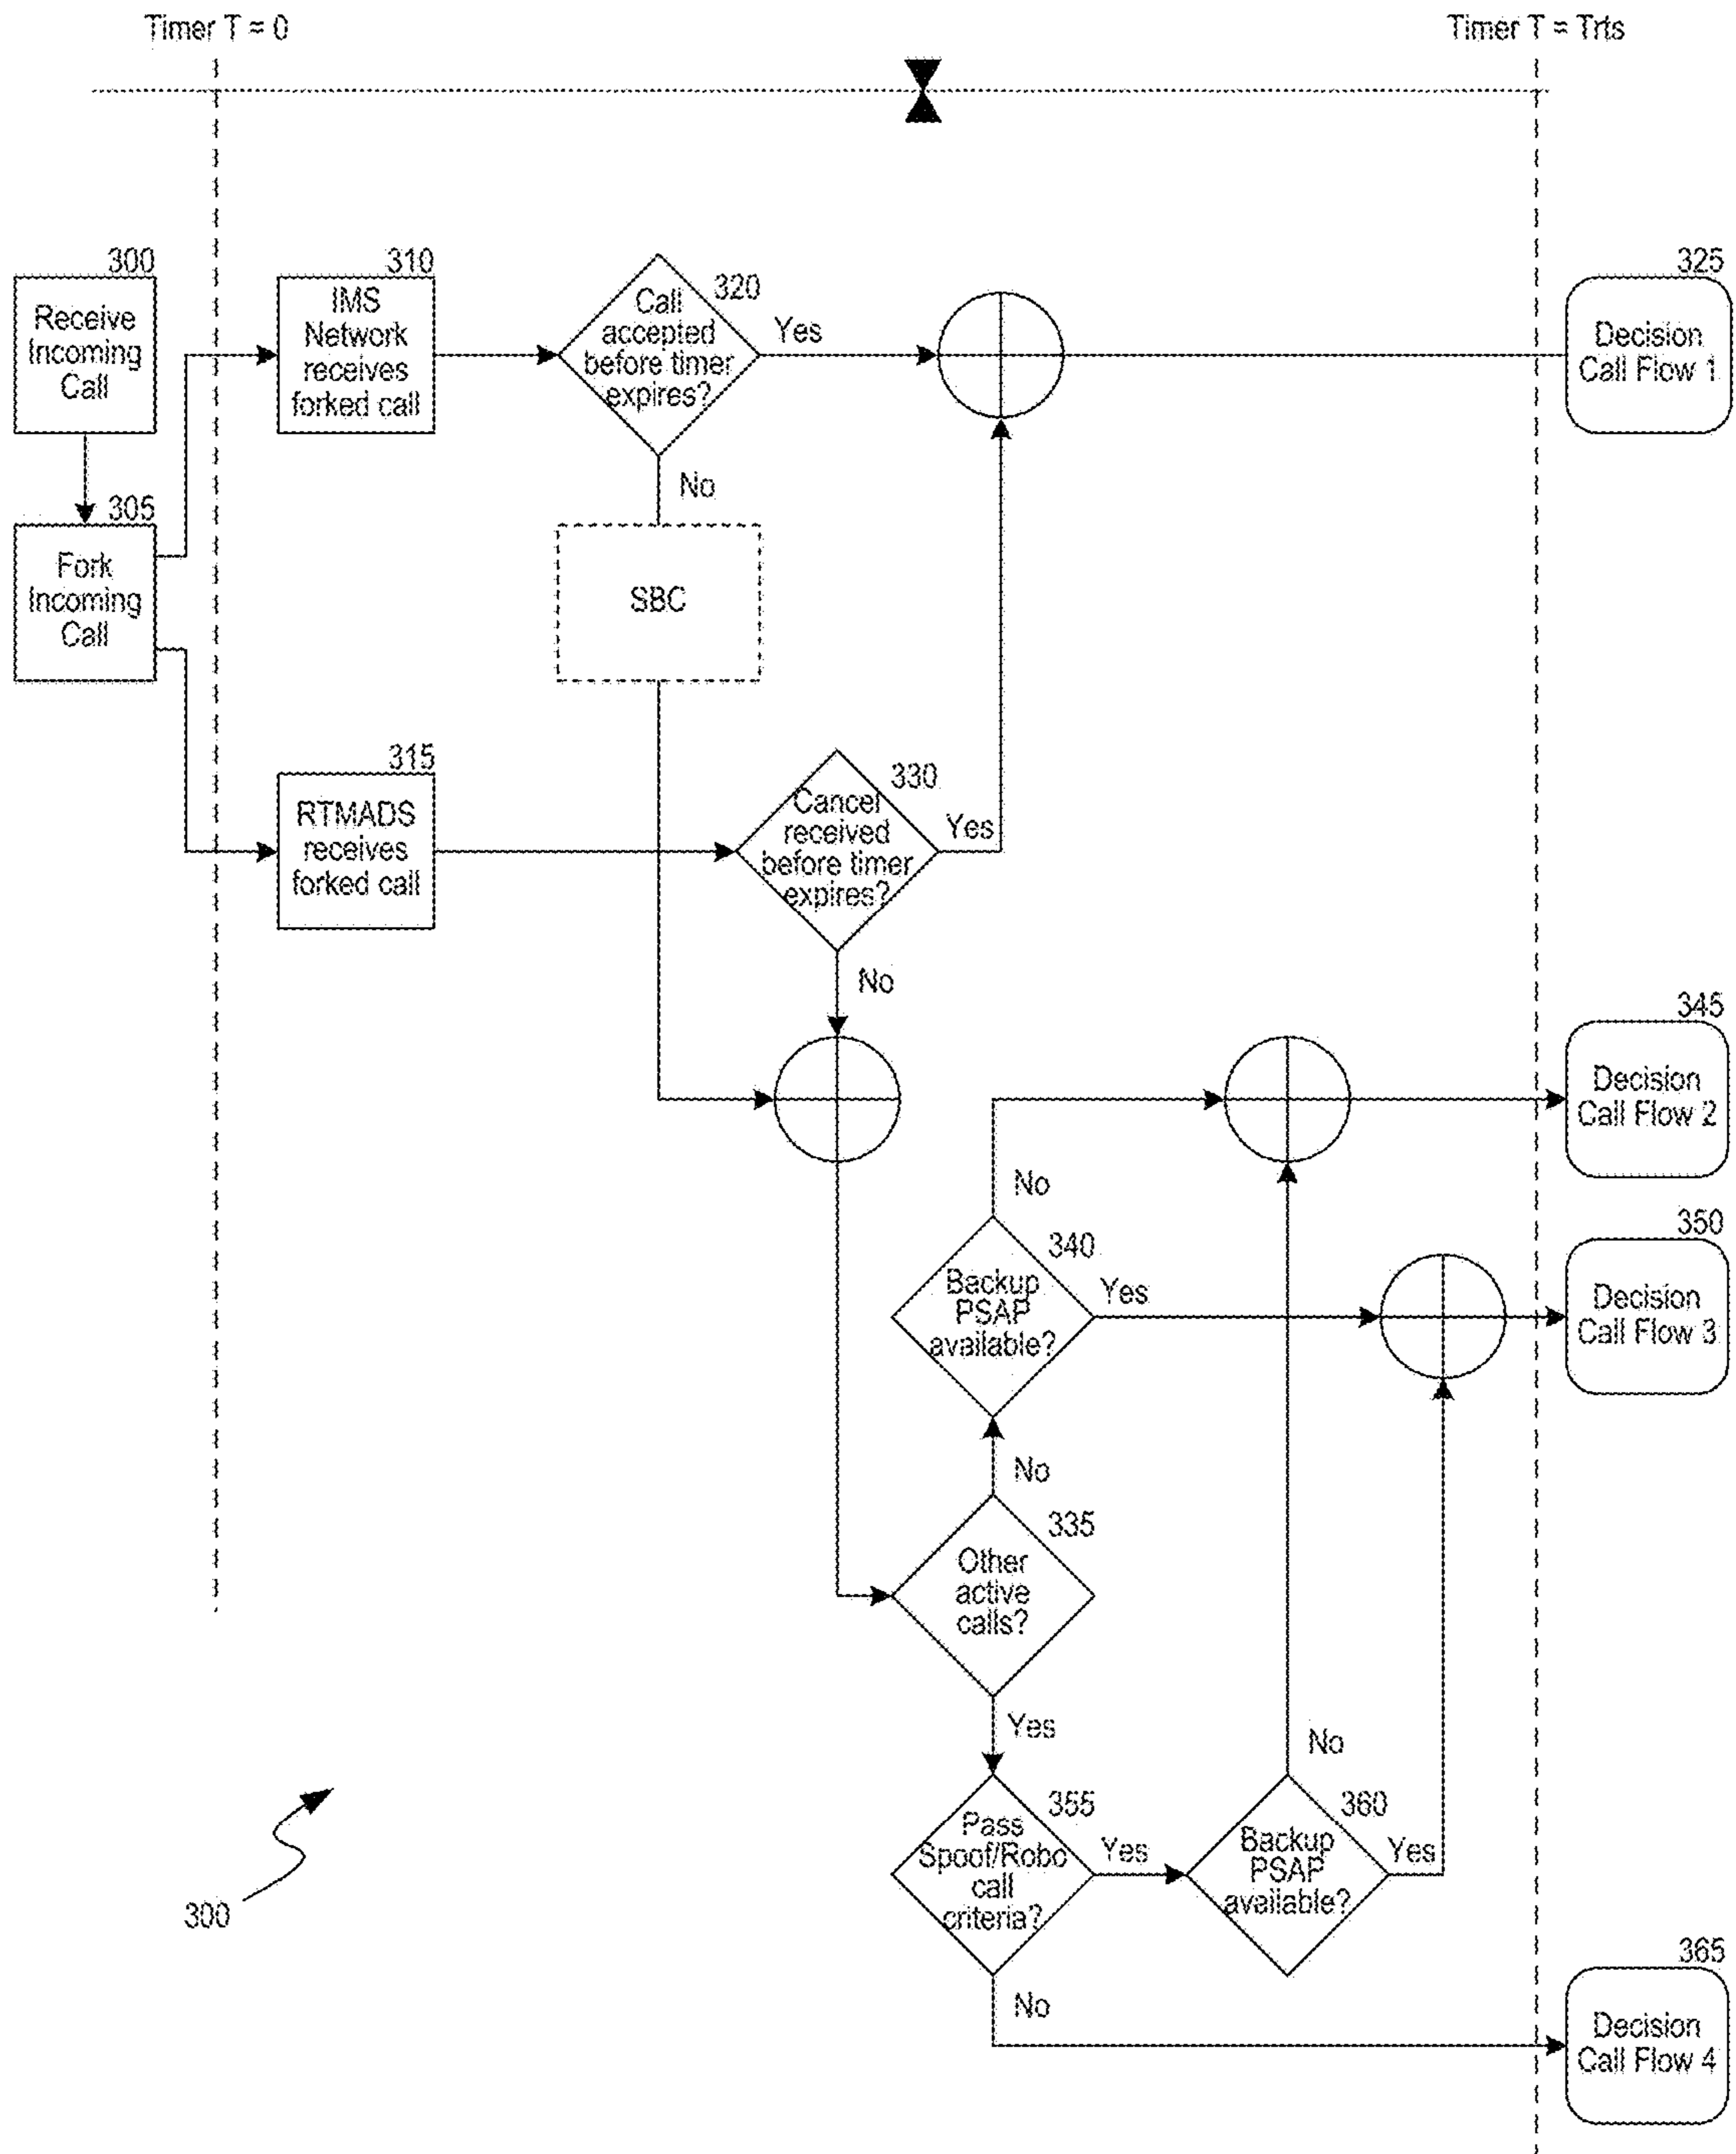 Timer T = 0
Timer T = Trts
300
Receive
Incoming
Call
310
IMS
Network
receives
forked call
320
Call
accepted
before timer
expires?
Yes
No
325
Decision
Call Flow 1
305
Fork
Incoming
Call
SBC
315
RTMADS
receives
forked call
330
Cancel
received
before timer
expires?
Yes
No
345
Decision
Call Flow 2
No
340
Backup
PSAP
available?
Yes
350
Decision
Call Flow 3
No
335
Other
active
calls?
Yes
No
355
Pass
Spoof/Robo
call
criteria?
Yes
360
Backup
PSAP
available?
Yes
300
No
365
Decision
Call Flow 4